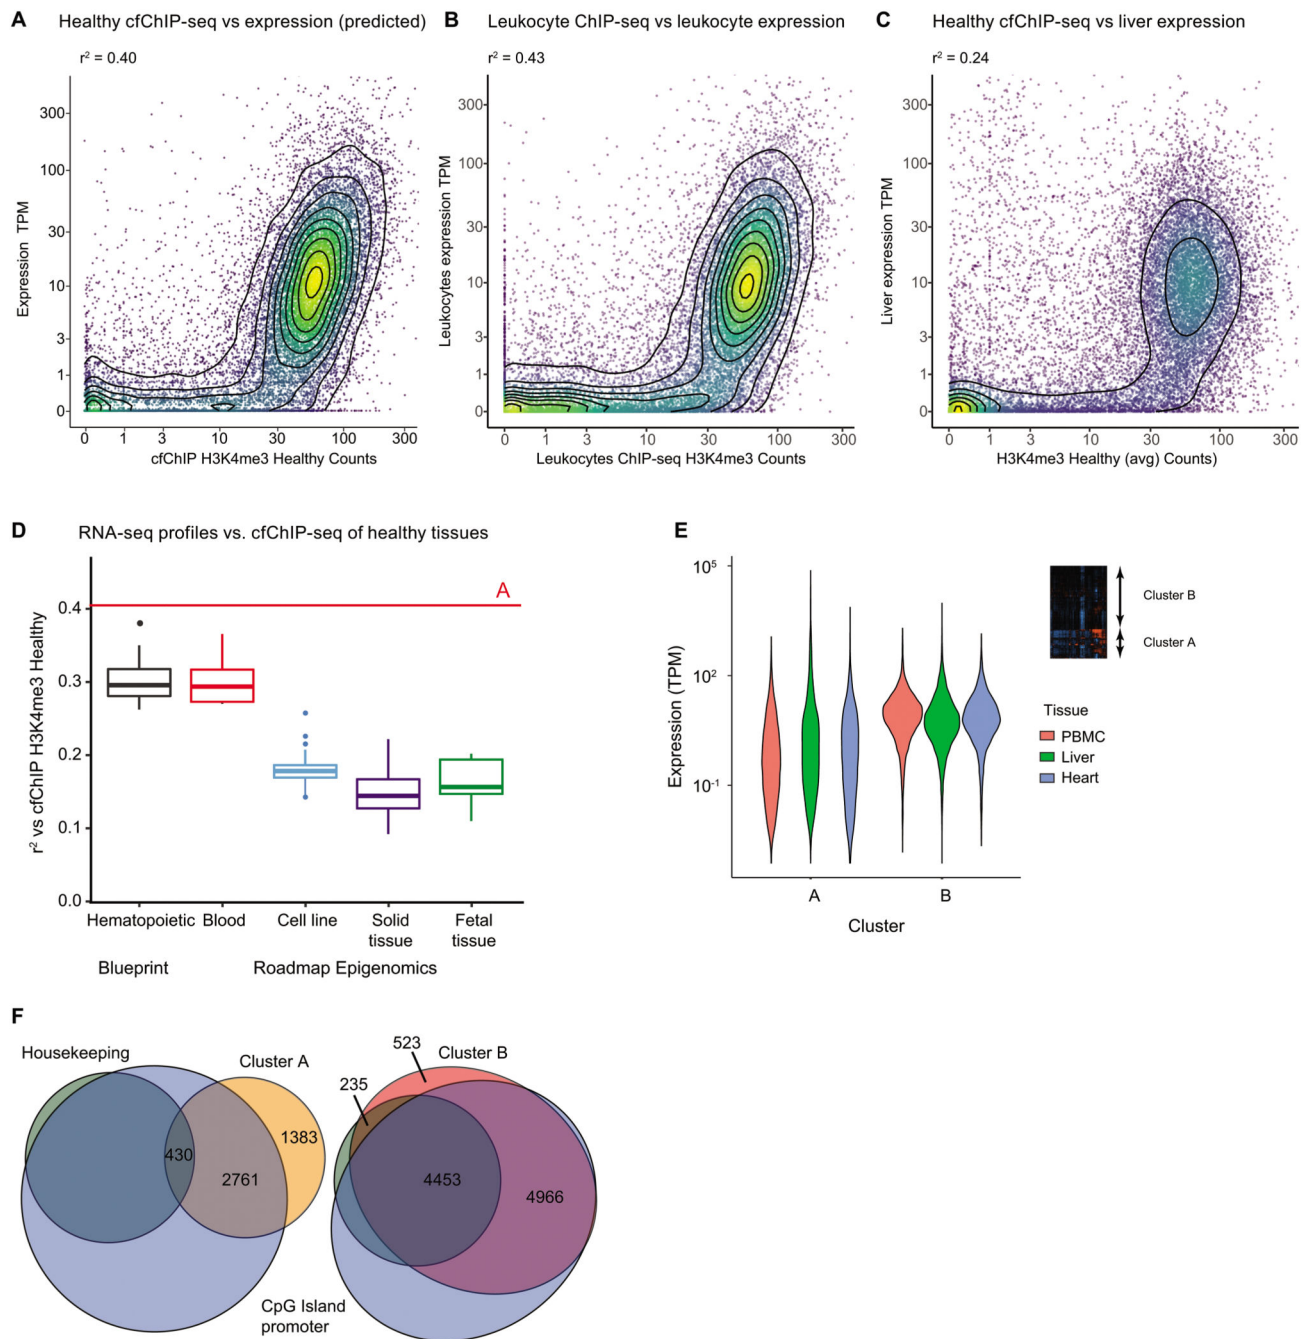 A Healthy cfChIP-seq vs expression (predicted)
r² = 0.40
Expression TPM
300
100
30
10
3
1
0
0 1 3 10 30 100 300
cfChIP H3K4me3 Healthy Counts
B Leukocyte ChIP-seq vs leukocyte expression
r² = 0.43
Leukocytes expression TPM
300
100
30
10
3
1
0
0 1 3 10 30 100 300
Leukocytes ChIP-seq H3K4me3 Counts
C Healthy cfChIP-seq vs liver expression
r² = 0.24
Liver expression TPM
300
100
30
10
3
1
0
0 1 3 10 30 100 300
H3K4me3 Healthy (avg) Counts)
D RNA-seq profiles vs. cfChIP-seq of healthy tissues
r² vs cfChIP H3K4me3 Healthy
A
0.4
0.3
0.2
0.1
0.0
Hematopoietic Blood Cell line Solid Fetal
tissue tissue
Blueprint Roadmap Epigenomics
E
Expression (TPM)
10⁵
10²
10⁻¹
A B
Cluster
Cluster B
Cluster A
Tissue
PBMC
Liver
Heart
F
Housekeeping
Cluster A
430
2761
1383
523
Cluster B
235
4453
4966
CpG Island
promoter